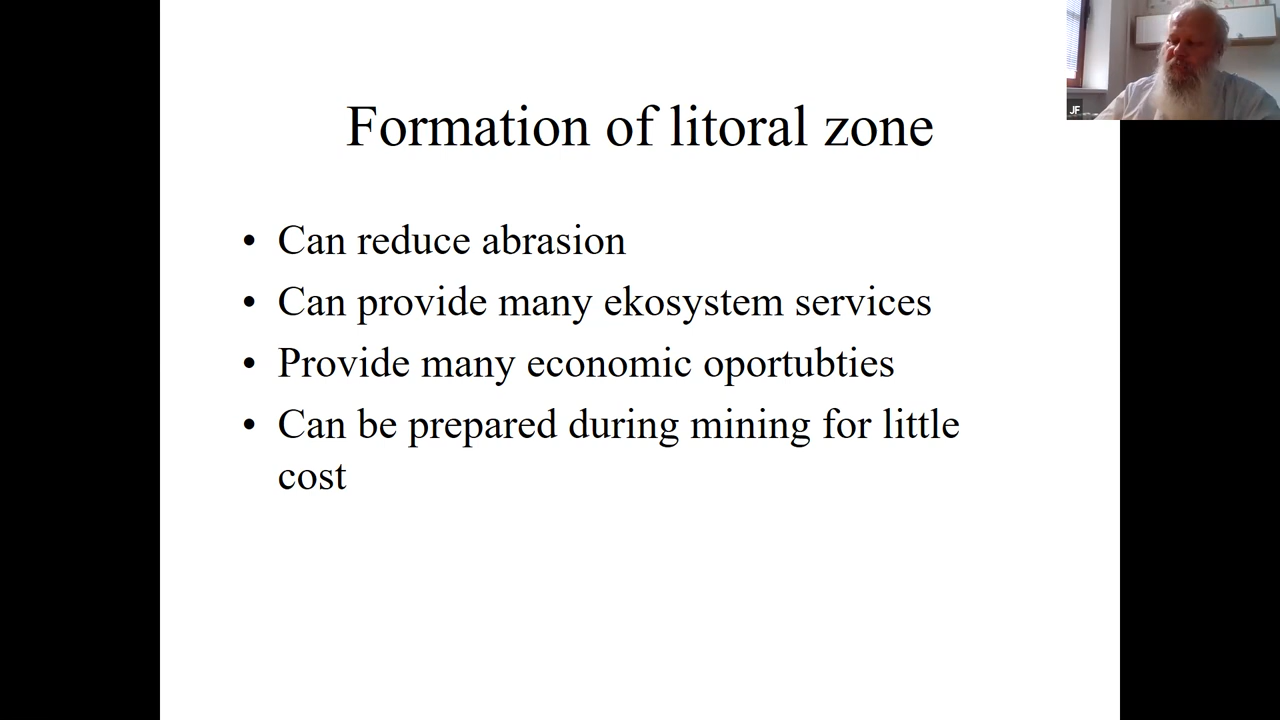 Formation of litoral zone
• Can reduce abrasion
• Can provide many ekosystem services
• Provide many economic oportubties
• Can be prepared during mining for little
cost
JF